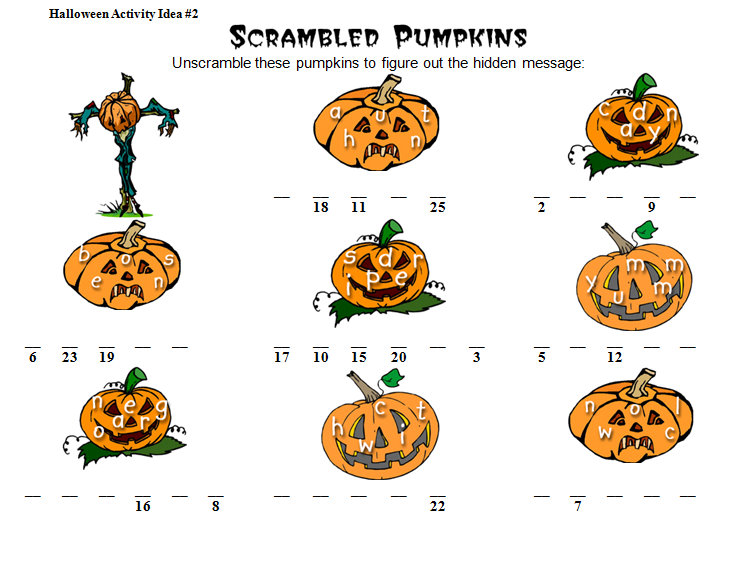 Halloween Activity Idea #2
SCRAMBLED PUMPKINS
Unscramble these pumpkins to figure out the hidden message:
a u t
h n
c d n
a y
18 11 25
2 9
b o s
e n
s d r
i p e
m m
y u m
6 23 19
17 10 15 20 3
5 12
n e g
o d a r
c t
h w i
n o l
w c
16 8
22
7